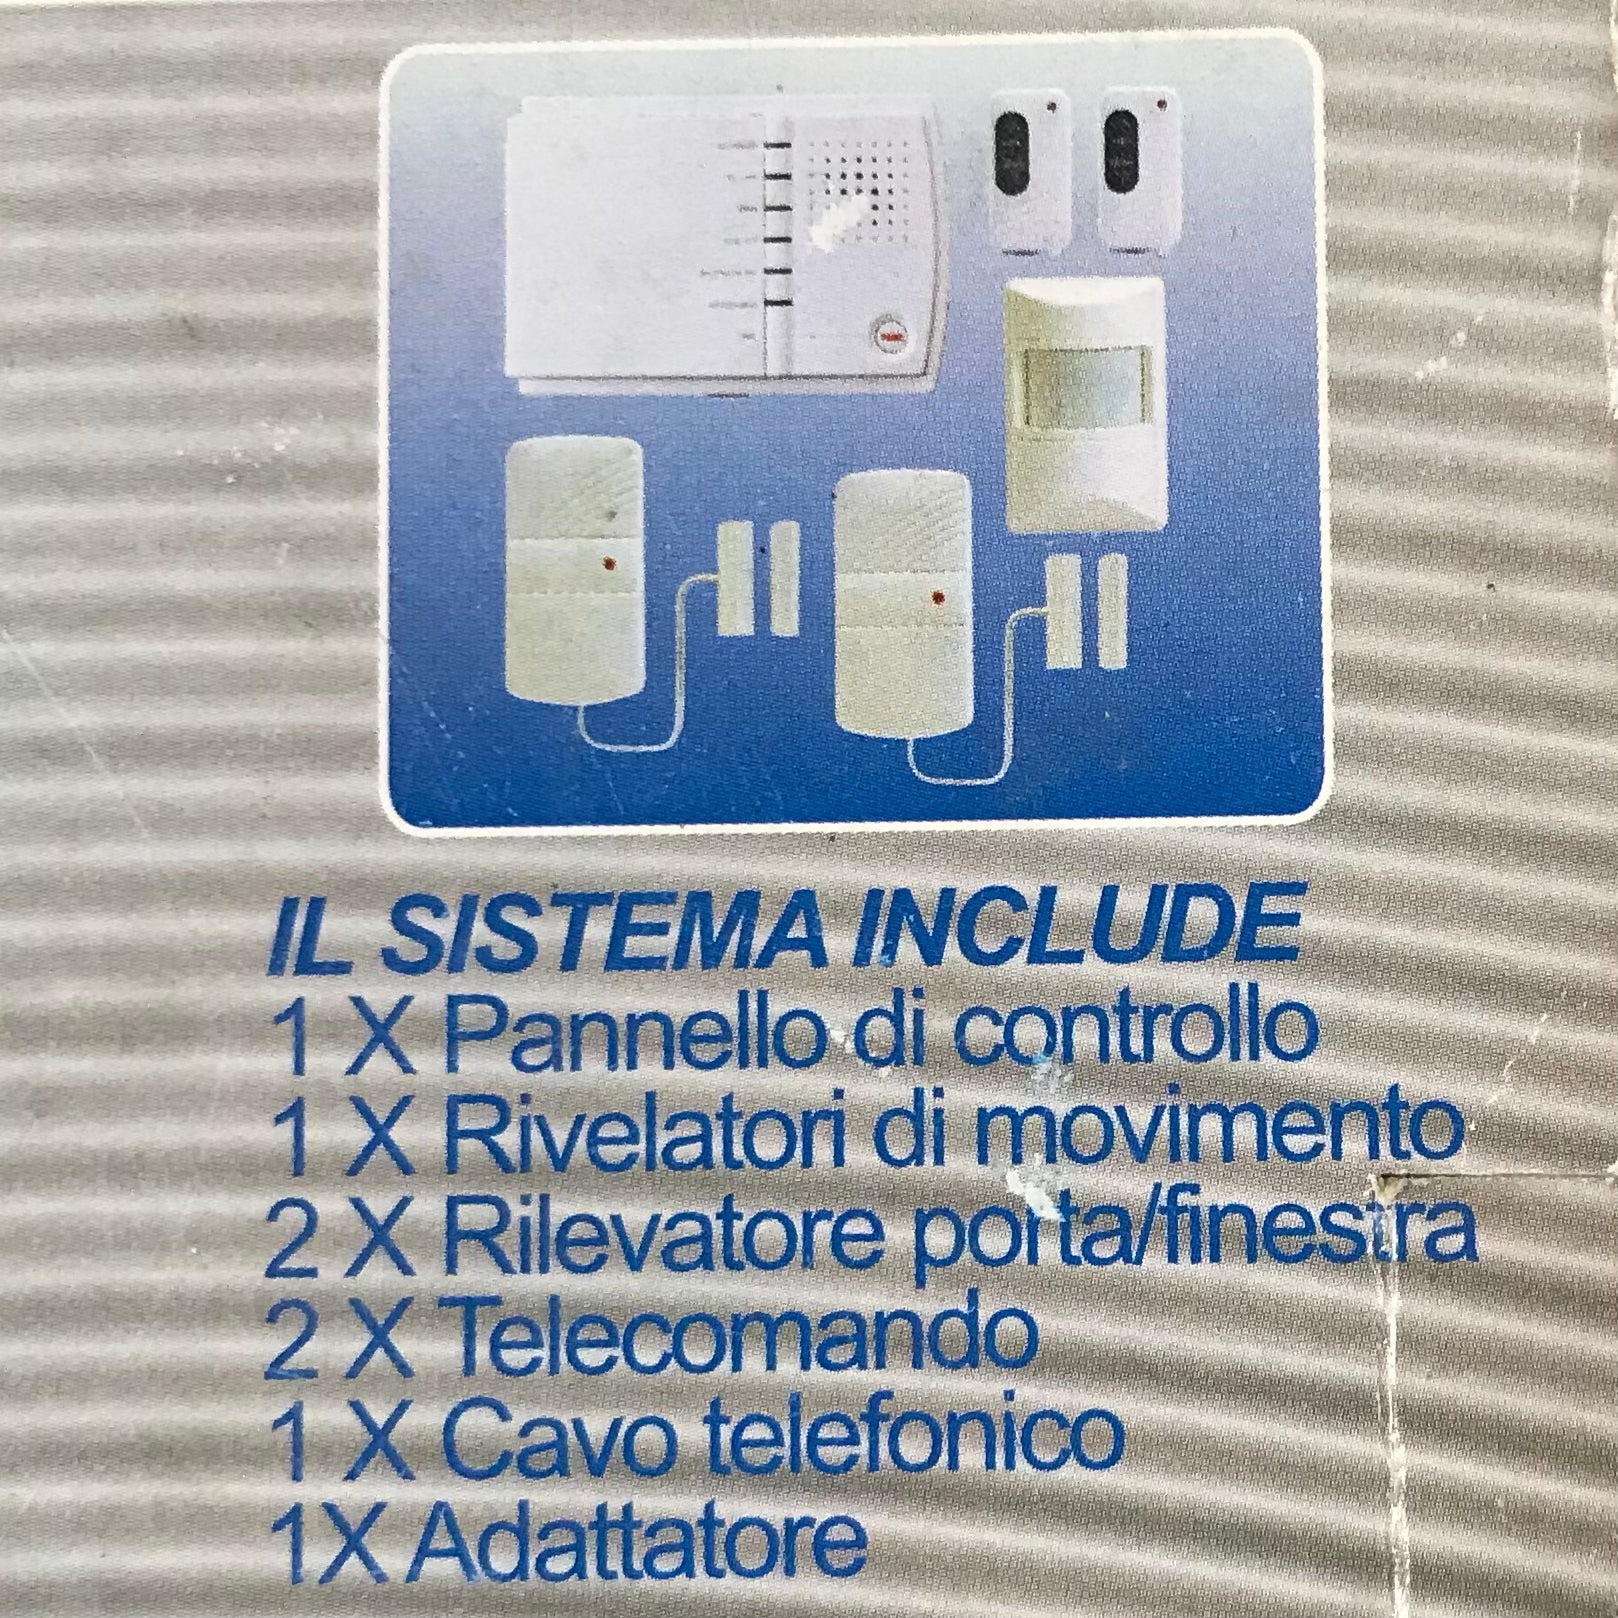 IL SISTEMA INCLUDE
1 X Pannello di controllo
1 X Rivelatori di movimento
2 X Rilevatore porta/finestra
2 X Telecomando
1 X Cavo telefonico
1X Adattatore